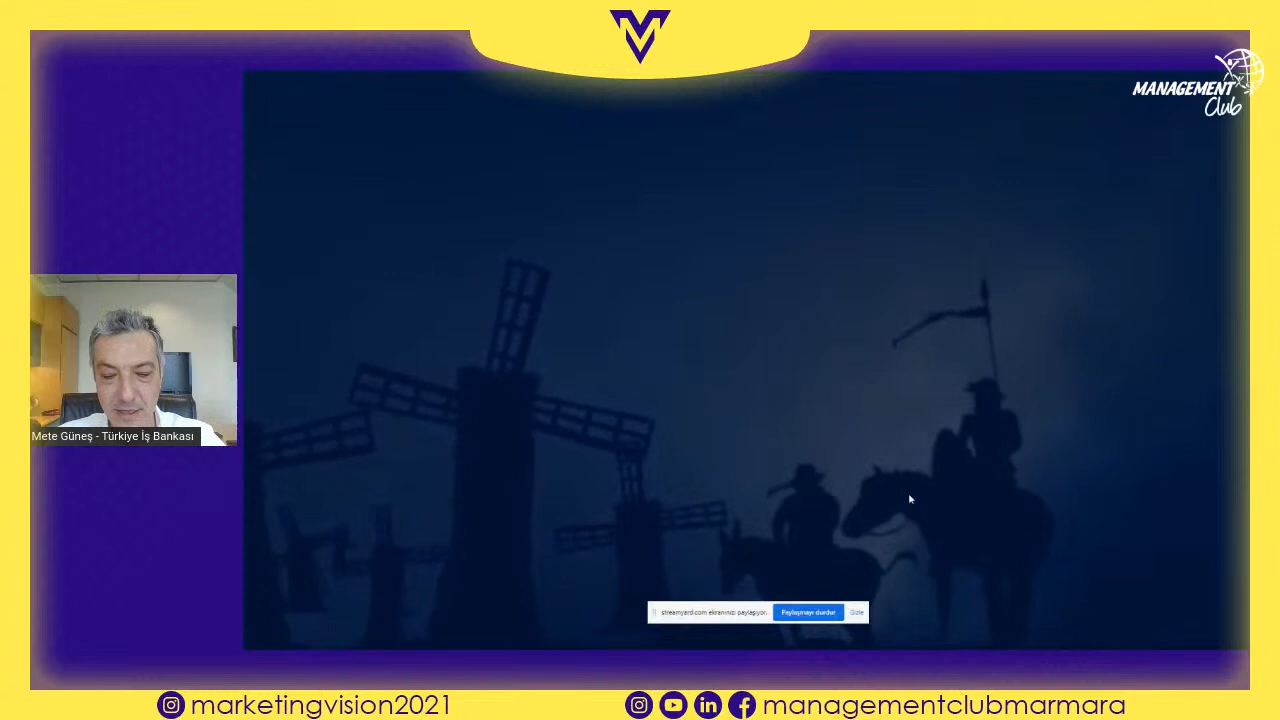 MANAGEMENT
Club
Mete Güneş - Türkiye İş Bankası
streamyard.com ekranınızı paylaşıyor.
Paylaşmayı durdur
Gizle
marketingvision2021
managementclubmarmara